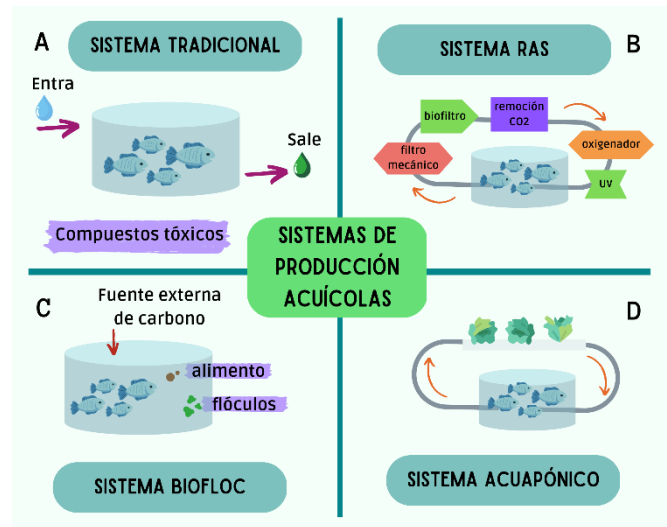 A
SISTEMA TRADICIONAL
Entra
Sale
Compuestos tóxicos
SISTEMA RAS
B
biofiltro
remoción
CO2
filtro
mecánico
oxigenador
UV
SISTEMAS DE
PRODUCCIÓN
ACUÍCOLAS
C
Fuente externa
de carbono
alimento
flóculos
SISTEMA BIOFLOC
D
SISTEMA ACUAPÓNICO